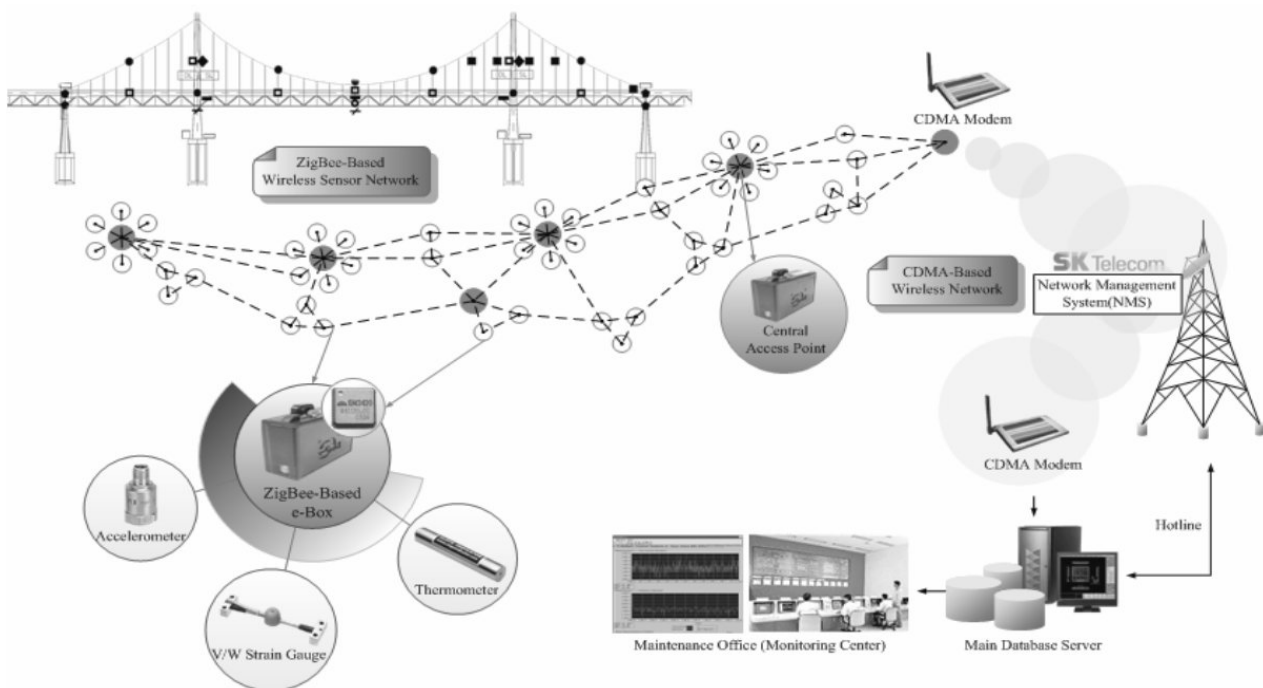 CDMA Modem
ZigBee-Based
Wireless Sensor Network
SK Telecom
CDMA-Based
Wireless Network
Network Management
System(NMS)
Central
Access Point
CDMA Modem
ZigBee-Based
e-Box
Accelerometer
Thermometer
V/W Strain Gauge
Hotline
Maintenance Office (Monitoring Center)
Main Database Server